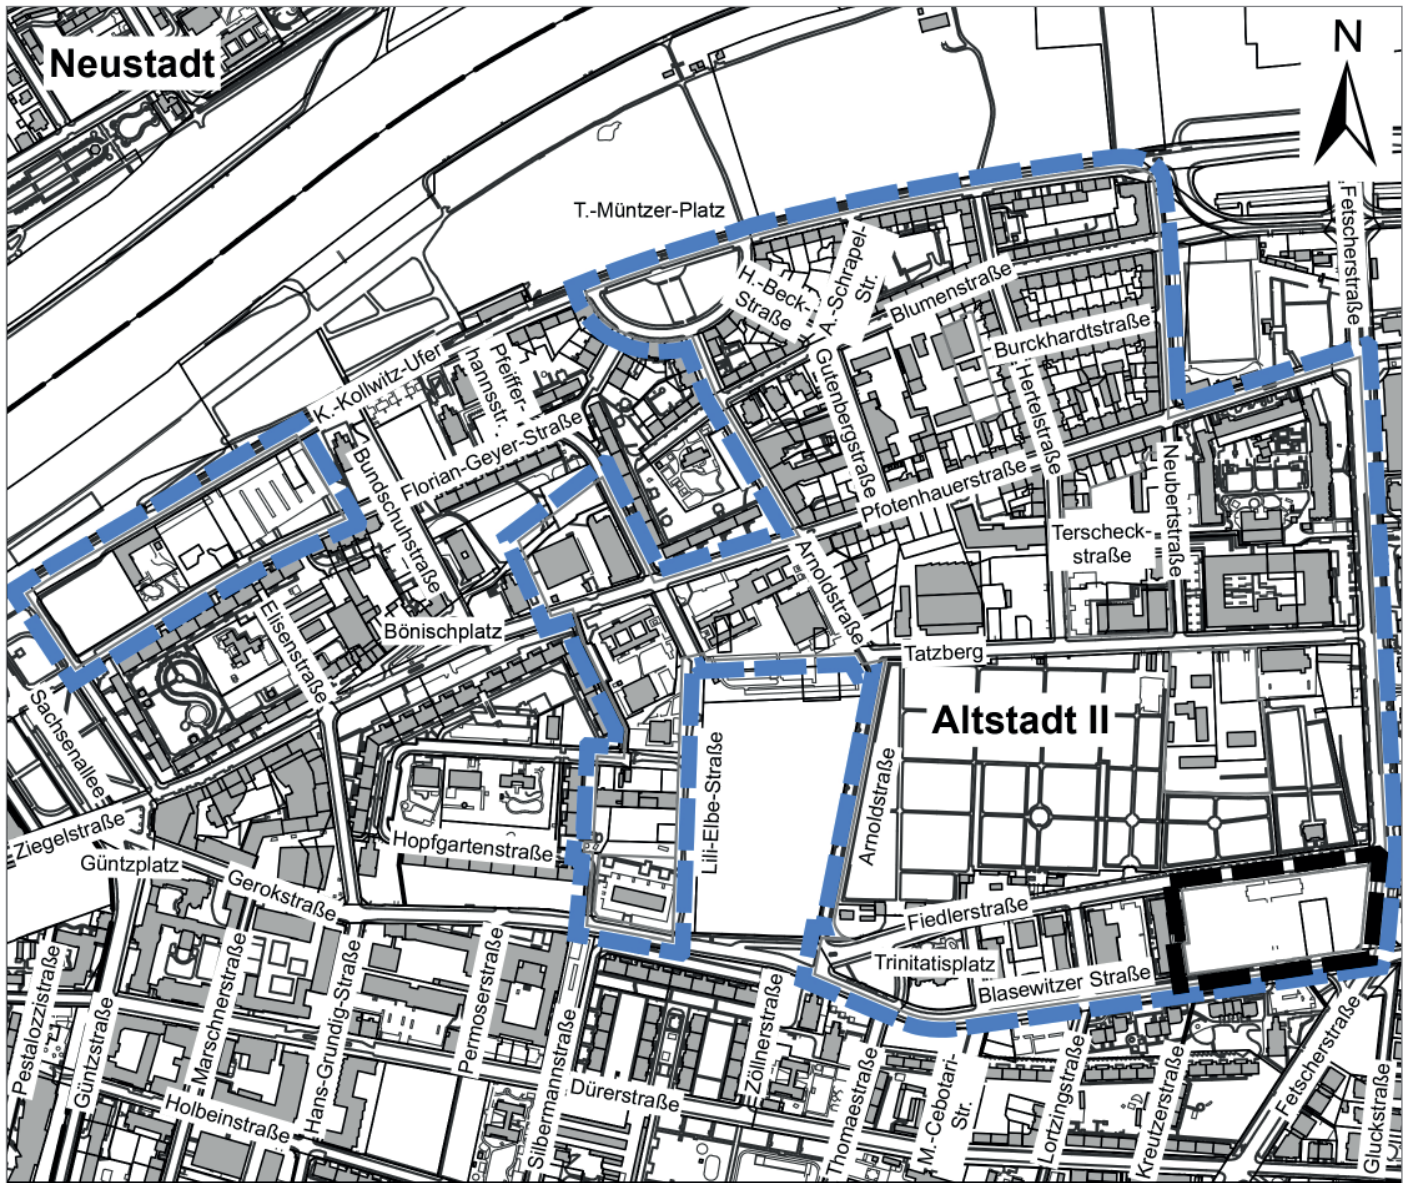 Neustadt
N
T.-Müntzer-Platz
Fetscherstraße
H.-Beck-
Straße
A.-Schrapel-
Str.
Blumenstraße
Burckhardtstraße
K.-Kollwitz-Ufer
Pfeiffer-
hannsstr.
Florian-Geyer-Straße
Bundschuhstraße
Gutenbergstraße
Hertelstraße
Pfotenhauerstraße
Neubertstraße
Terscheck-
straße
Arnoldstraße
Elisenstraße
Bönischplatz
Tatzberg
Sachsenallee
Altstadt II
Lili-Elbe-Straße
Arnoldstraße
Ziegelstraße
Güntzplatz
Hopfgartenstraße
Gerokstraße
Fiedlerstraße
Trinitatisplatz
Blasewitzer Straße
Pestalozzistraße
Güntzstraße
Marschnerstraße
Hans-Grundig-Straße
Permoserstraße
Holbeinstraße
Silbermannstraße
Dürerstraße
Zöllnerstraße
Thomaestraße
M.-Cebotari-
Str.
Lortzingstraße
Kreutzerstraße
Fetscherstraße
Gluckstraße